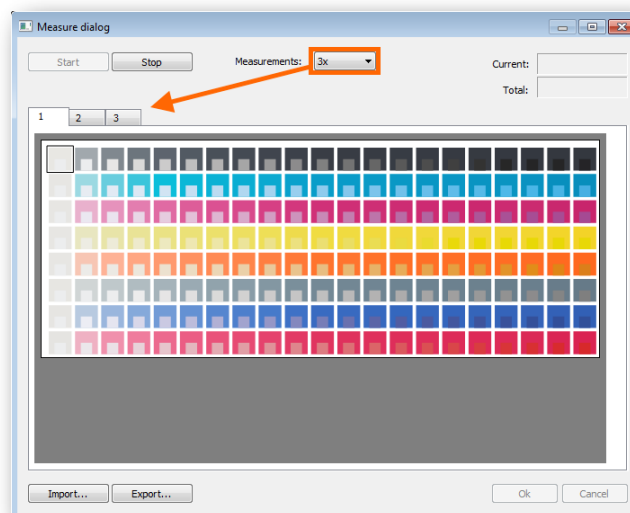 Measure dialog
Start Stop Measurements: 3x Current:
Total:
1 2 3
Import... Export... Ok Cancel